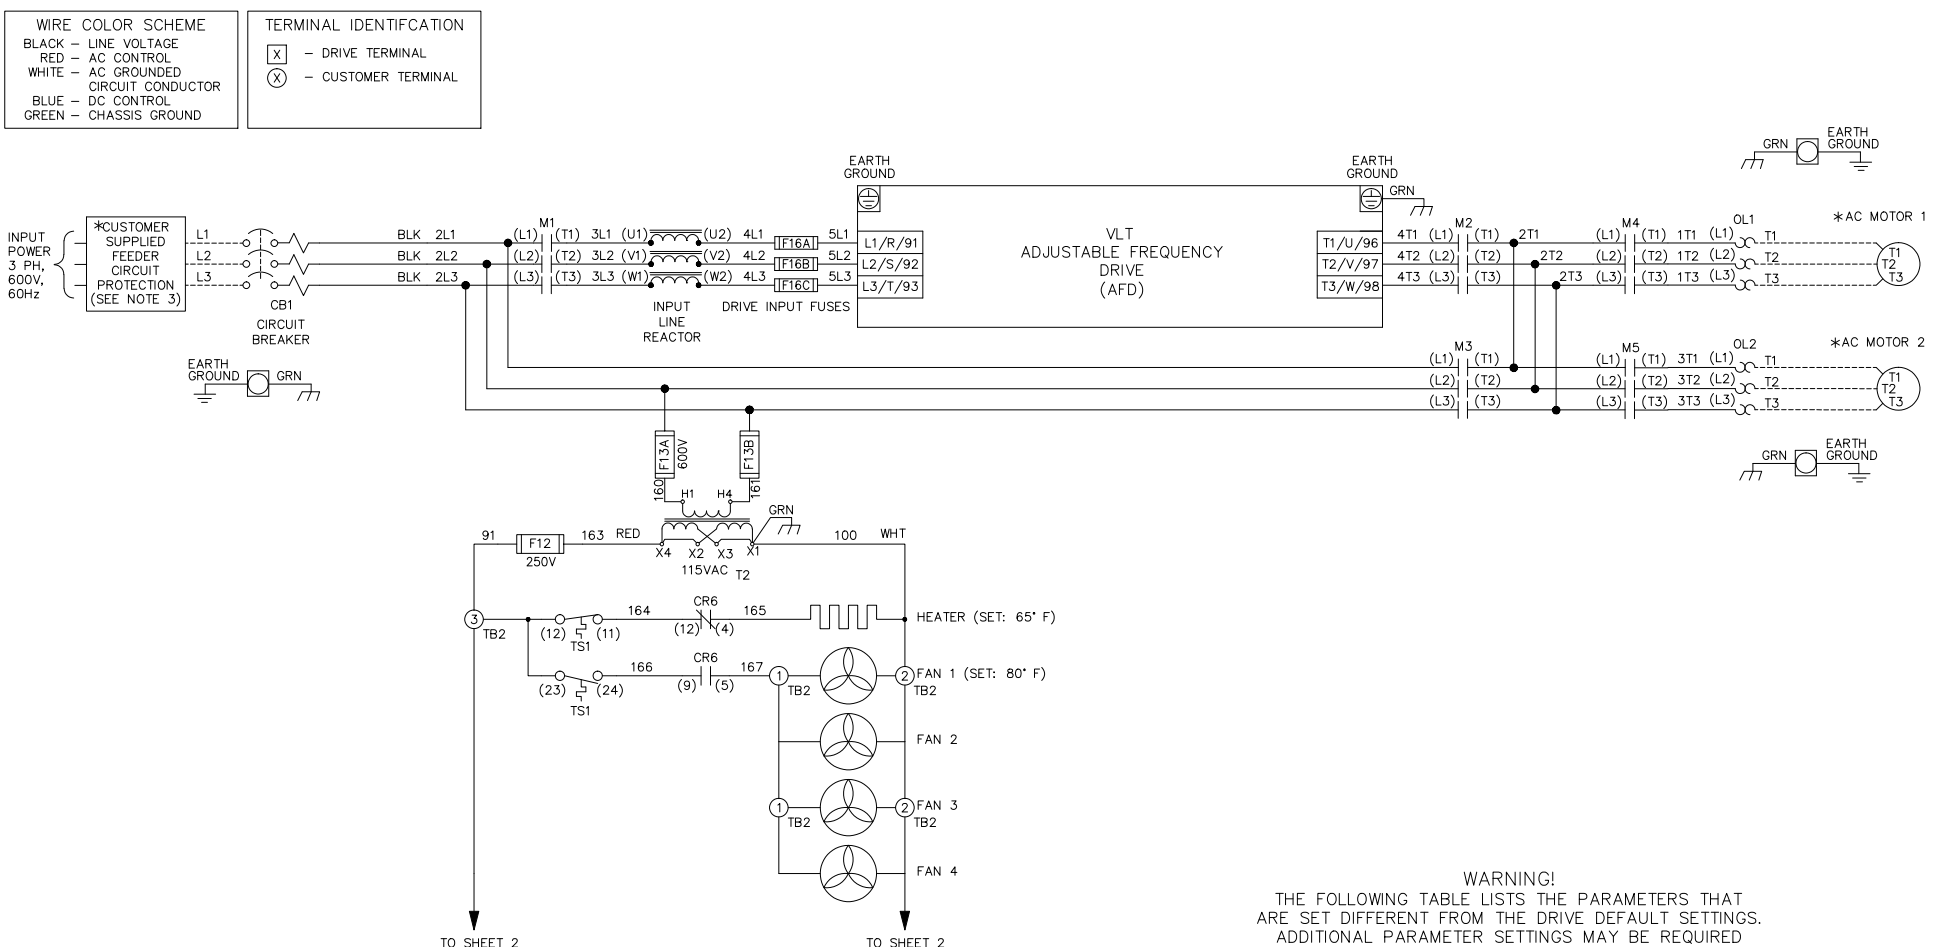 WIRE COLOR SCHEME
BLACK – LINE VOLTAGE
RED – AC CONTROL
WHITE – AC GROUNDED
CIRCUIT CONDUCTOR
BLUE – DC CONTROL
GREEN – CHASSIS GROUND
TERMINAL IDENTIFCATION
X – DRIVE TERMINAL
X – CUSTOMER TERMINAL
INPUT
POWER
3 PH,
600V,
60Hz
*CUSTOMER
SUPPLIED
FEEDER
CIRCUIT
PROTECTION
(SEE NOTE 3)
L1
L2
L3
CB1
CIRCUIT
BREAKER
EARTH
GROUND
GRN
BLK 2L1
BLK 2L2
BLK 2L3
M1
(L1) (T1) 3L1 (U1) (U2) 4L1 F16A 5L1
(L2) (T2) 3L2 (V1) (V2) 4L2 F16B 5L2
(L3) (T3) 3L3 (W1) (W2) 4L3 F16C 5L3
INPUT
LINE
REACTOR
DRIVE INPUT FUSES
EARTH
GROUND
L1/R/91
L2/S/92
L3/T/93
VLT
ADJUSTABLE FREQUENCY
DRIVE
(AFD)
EARTH
GROUND
GRN
T1/U/96
T2/V/97
T3/W/98
M2
4T1 (L1) (T1) 2T1
4T2 (L2) (T2) 2T2
4T3 (L3) (T3) 2T3
M4
(L1) (T1) 1T1 (L1) T1
(L2) (T2) 1T2 (L2) T2
(L3) (T3) 1T3 (L3) T3
OL1
*AC MOTOR 1
T1
T2
T3
GRN
EARTH
GROUND
M3
(L1) (T1)
(L2) (T2)
(L3) (T3)
M5
(L1) (T1) 3T1 (L1) T1
(L2) (T2) 3T2 (L2) T2
(L3) (T3) 3T3 (L3) T3
OL2
*AC MOTOR 2
T1
T2
T3
GRN
EARTH
GROUND
F13A
600V
F13B
160
161
H1 H4
GRN
91 F12 163 RED
250V
X4 X2 X3 X1
100 WHT
115VAC T2
3
TB2
(12) (11)
TS1
164
CR6
(12) (4)
165
HEATER (SET: 65° F)
(23) (24)
TS1
166
CR6
(9) (5)
167
1
TB2
2
TB2
FAN 1 (SET: 80° F)
FAN 2
1
TB2
2
TB2
FAN 3
FAN 4
TO SHEET 2
TO SHEET 2
WARNING!
THE FOLLOWING TABLE LISTS THE PARAMETERS THAT
ARE SET DIFFERENT FROM THE DRIVE DEFAULT SETTINGS.
ADDITIONAL PARAMETER SETTINGS MAY BE REQUIRED